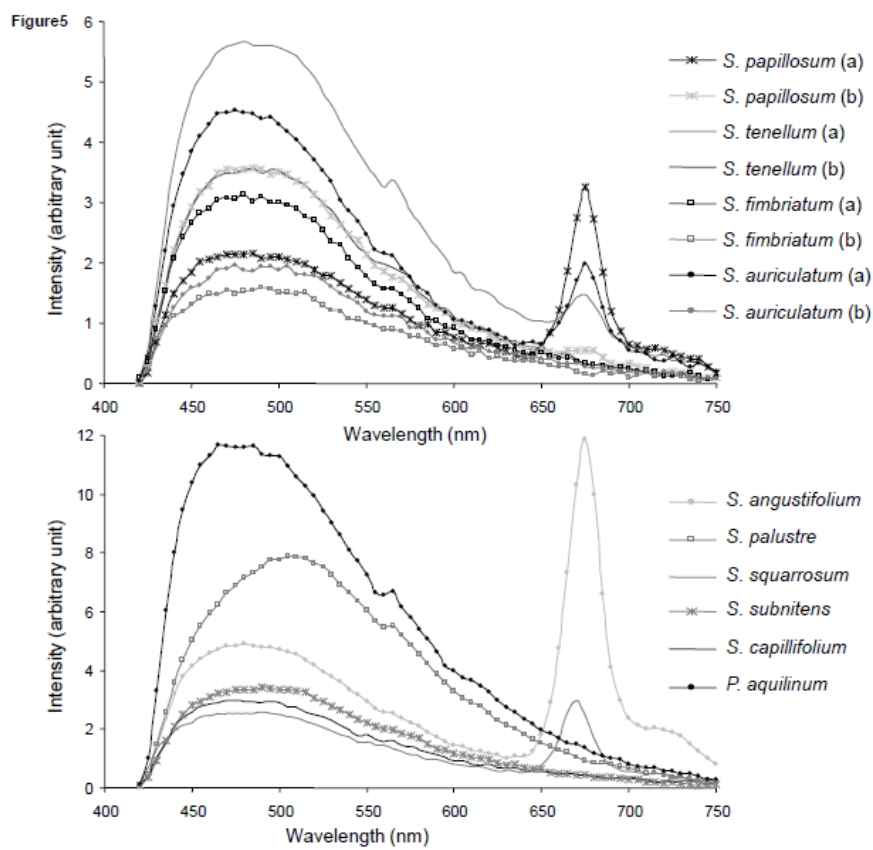 Figure5
6
5
4
3
2
1
0
Intensity (arbitrary unit)
400 450 500 550 600 650 700 750
Wavelength (nm)
S. papillosum (a)
S. papillosum (b)
S. tenellum (a)
S. tenellum (b)
S. fimbriatum (a)
S. fimbriatum (b)
S. auriculatum (a)
S. auriculatum (b)
12
10
8
6
4
2
0
Intensity (arbitrary unit)
400 450 500 550 600 650 700 750
Wavelength (nm)
S. angustifolium
S. palustre
S. squarrosum
S. subnitens
S. capillifolium
P. aquilinum